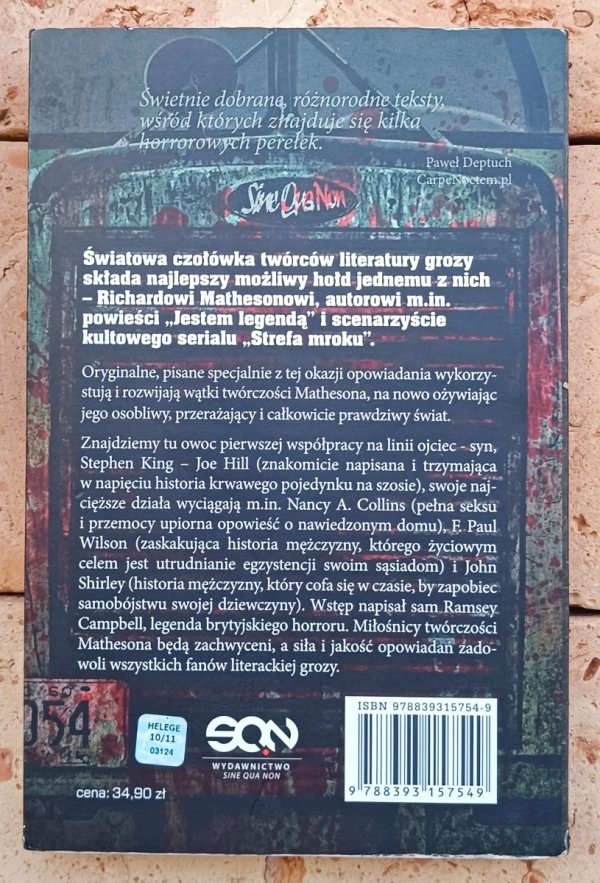 Świetnie dobrane, różnorodne teksty,
wśród których znajduje się kilka
horrorowych perełek.
Paweł Deptuch
CarpeNoctem.pl
Sine Qua Non
Światowa czołówka twórców literatury grozy
składa najlepszy możliwy hołd jednemu z nich
– Richardowi Mathesonowi, autorowi m.in.
powieści „Jestem legendą” i scenarzyście
kultowego serialu „Strefa mroku”.
Oryginalne, pisane specjalnie z tej okazji opowiadania wykorzy-
stują i rozwijają wątki twórczości Mathesona, na nowo ożywiając
jego osobliwy, przerażający i całkowicie prawdziwy świat.
Znajdziemy tu owoc pierwszej współpracy na linii ojciec - syn,
Stephen King – Joe Hill (znakomicie napisana i trzymająca
w napięciu historia krwawego pojedynku na szosie), swoje naj-
cięższe działa wyciągają m.in. Nancy A. Collins (pełna seksu
i przemocy upiorna opowieść o nawiedzonym domu), F. Paul
Wilson (zaskakująca historia mężczyzny, którego życiowym
celem jest utrudnianie egzystencji swoim sąsiadom) i John
Shirley (historia mężczyzny, który cofa się w czasie, by zapobiec
samobójstwu swojej dziewczyny). Wstęp napisał sam Ramsey
Campbell, legenda brytyjskiego horroru. Miłośnicy twórczości
Mathesona będą zachwyceni, a siła i jakość opowiadań zado-
woli wszystkich fanów literackiej grozy.
054
HELEGE
10/11
03124
SQN
WYDAWNICTWO
SINE QUA NON
ISBN 978839315754-9
9 788393 157549
cena: 34,90 zł